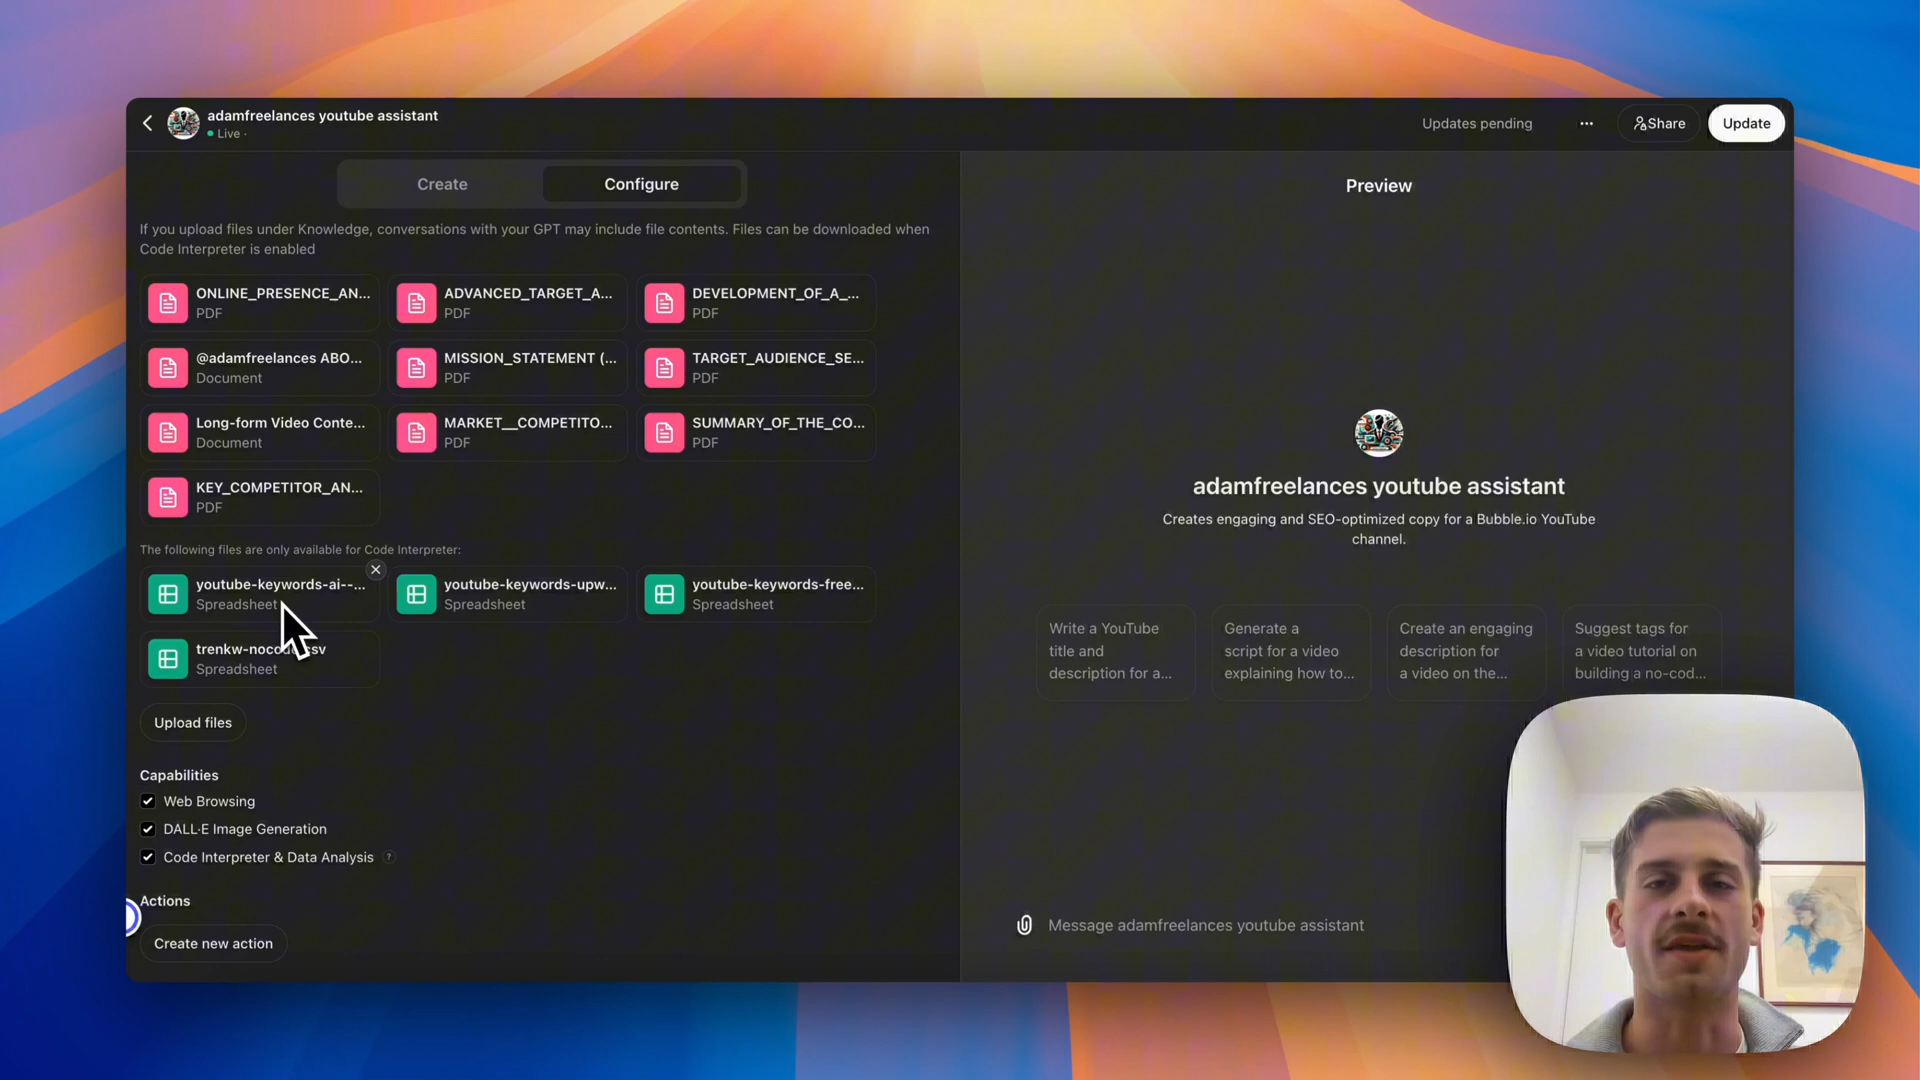 adamfreelances youtube assistant
Live ·
Updates pending
Share
Update
Create
Configure
If you upload files under Knowledge, conversations with your GPT may include file contents. Files can be downloaded when
Code Interpreter is enabled
ONLINE_PRESENCE_AN...
PDF
ADVANCED_TARGET_A...
PDF
DEVELOPMENT_OF_A_...
PDF
@adamfreelances ABO...
Document
MISSION_STATEMENT (...
PDF
TARGET_AUDIENCE_SE...
PDF
Long-form Video Conte...
Document
MARKET__COMPETITO...
PDF
SUMMARY_OF_THE_CO...
PDF
KEY_COMPETITOR_AN...
PDF
The following files are only available for Code Interpreter:
youtube-keywords-ai--...
Spreadsheet
youtube-keywords-upw...
Spreadsheet
youtube-keywords-free...
Spreadsheet
Spreadsheet
Upload files
Capabilities
Web Browsing
DALL·E Image Generation
Code Interpreter & Data Analysis ?
Actions
Create new action
Preview
adamfreelances youtube assistant
Creates engaging and SEO-optimized copy for a Bubble.io YouTube
channel.
Write a YouTube
title and
description for a...
Generate a
script for a video
explaining how to...
Create an engaging
description for
a video on the...
Suggest tags for
a video tutorial on
building a no-cod...
Message adamfreelances youtube assistant